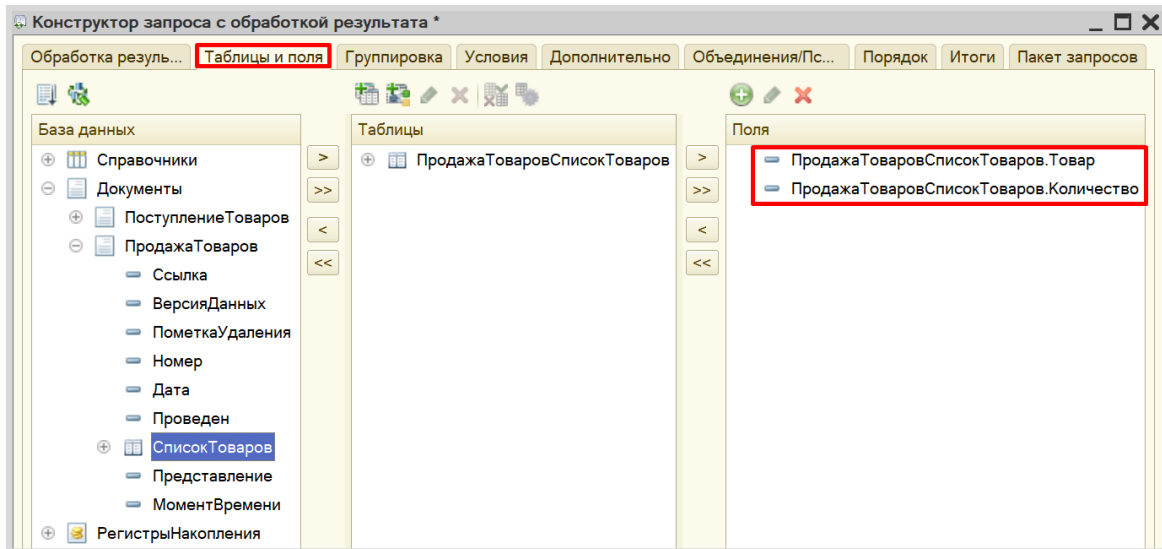 Конструктор запроса с обработкой результата *
Обработка резуль... Таблицы и поля Группировка Условия Дополнительно Объединения/Пс... Порядок Итоги Пакет запросов
База данных
Справочники
Документы
ПоступлениеТоваров
ПродажаТоваров
Ссылка
ВерсияДанных
ПометкаУдаления
Номер
Дата
Проведен
СписокТоваров
Представление
МоментВремени
РегистрыНакопления
>
>>
<
<<
Таблицы
ПродажаТоваровСписокТоваров
>
>>
<
<<
Поля
ПродажаТоваровСписокТоваров.Товар
ПродажаТоваровСписокТоваров.Количество